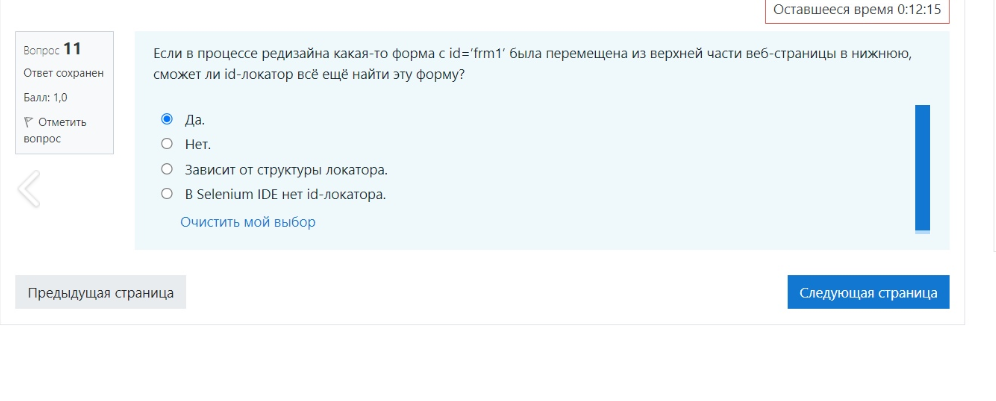 Оставшееся время 0:12:15
Вопрос 11
Ответ сохранен
Балл: 1,0
Отметить
вопрос
Если в процессе редизайна какая-то форма с id='frm1' была перемещена из верхней части веб-страницы в нижнюю,
сможет ли id-локатор всё ещё найти эту форму?
Да.
Нет.
Зависит от структуры локатора.
В Selenium IDE нет id-локатора.
Очистить мой выбор
Предыдущая страница
Следующая страница